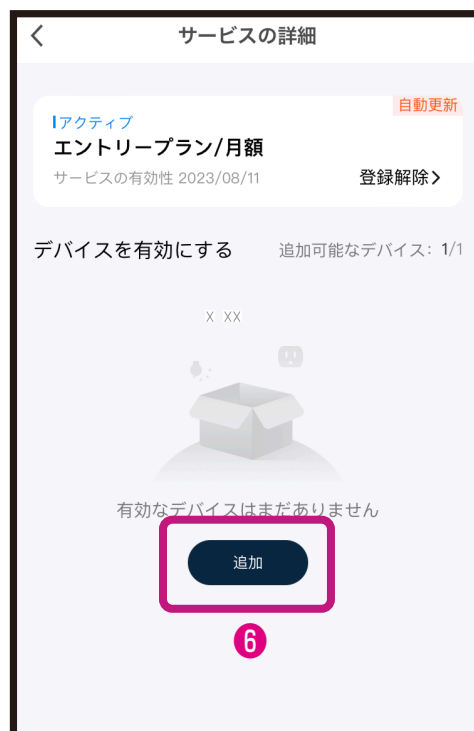 サービスの詳細
自動更新
アクティブ
エントリープラン/月額
サービスの有効性 2023/08/11
登録解除
デバイスを有効にする 追加可能なデバイス: 1/1
X XX
有効なデバイスはまだありません
追加
6